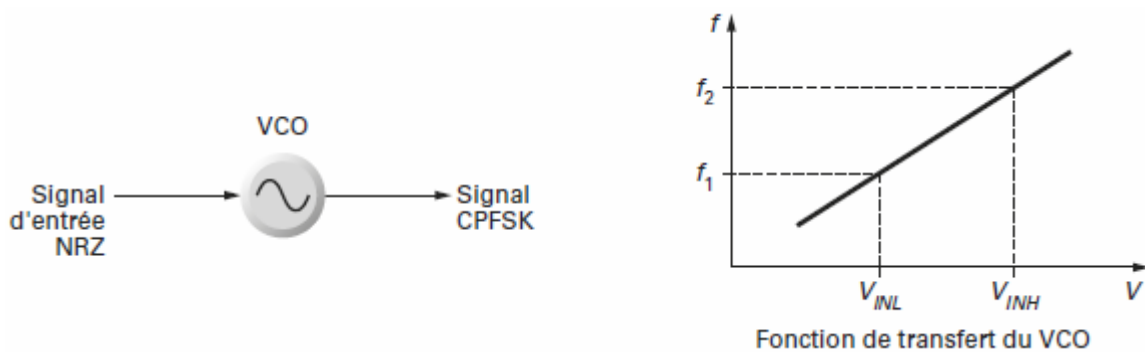 VCO
Signal
d'entrée
NRZ
Signal
CPFSK
f
f2
f1
VINL
VINH
V
Fonction de transfert du VCO